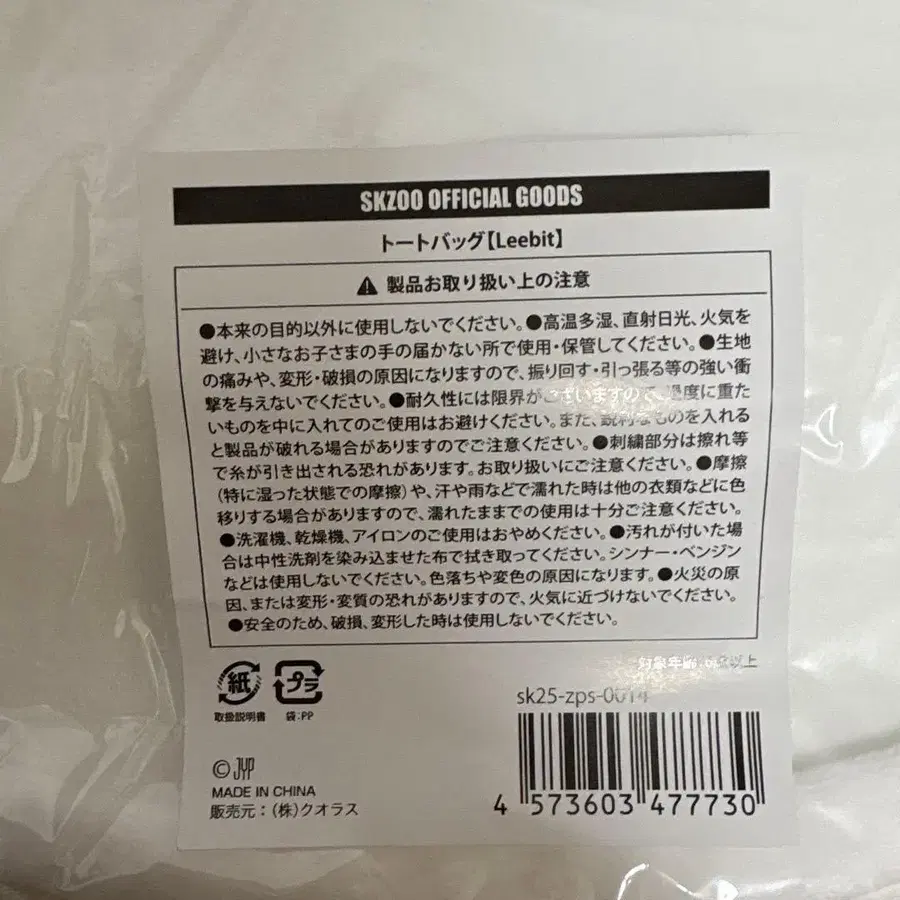 SKZOO OFFICIAL GOODS
トートバッグ【Leebit】
⚠ 製品お取り扱い上の注意
●本来の目的以外に使用しないでください。●高温多湿、直射日光、火気を
避け、小さなお子さまの手の届かない所で使用・保管してください。●生地
の痛みや、変形・破損の原因になりますので、振り回す・引っ張る等の強い衝
撃を与えないでください。●耐久性には限界がございますので、過度に重た
いものを中に入れてのご使用はお避けください。また、鋭利なものを入れる
と製品が破れる場合がありますのでご注意ください。●刺繍部分は擦れ等
で糸が引き出される恐れがあります。お取り扱いにご注意ください。●摩擦
(特に湿った状態での摩擦)や、汗や雨などで濡れた時は他の衣類などに色
移りする場合がありますので、濡れたままでの使用は十分ご注意ください。
●洗濯機、乾燥機、アイロンのご使用はおやめください。●汚れが付いた場
合は中性洗剤を染み込ませた布で拭き取ってください。シンナー・ベンジン
などは使用しないでください。色落ちや変色の原因になります。●火災の原
因、または変形・変質の恐れがありますので、火気に近づけないでください。
●安全のため、破損、変形した時は使用しないでください。
対象年齢: 以上
紙 プラ
取扱説明書 袋:PP
sk25-zps-0014
© JYP
MADE IN CHINA
販売元:(株)クオラス
4 573603 477730